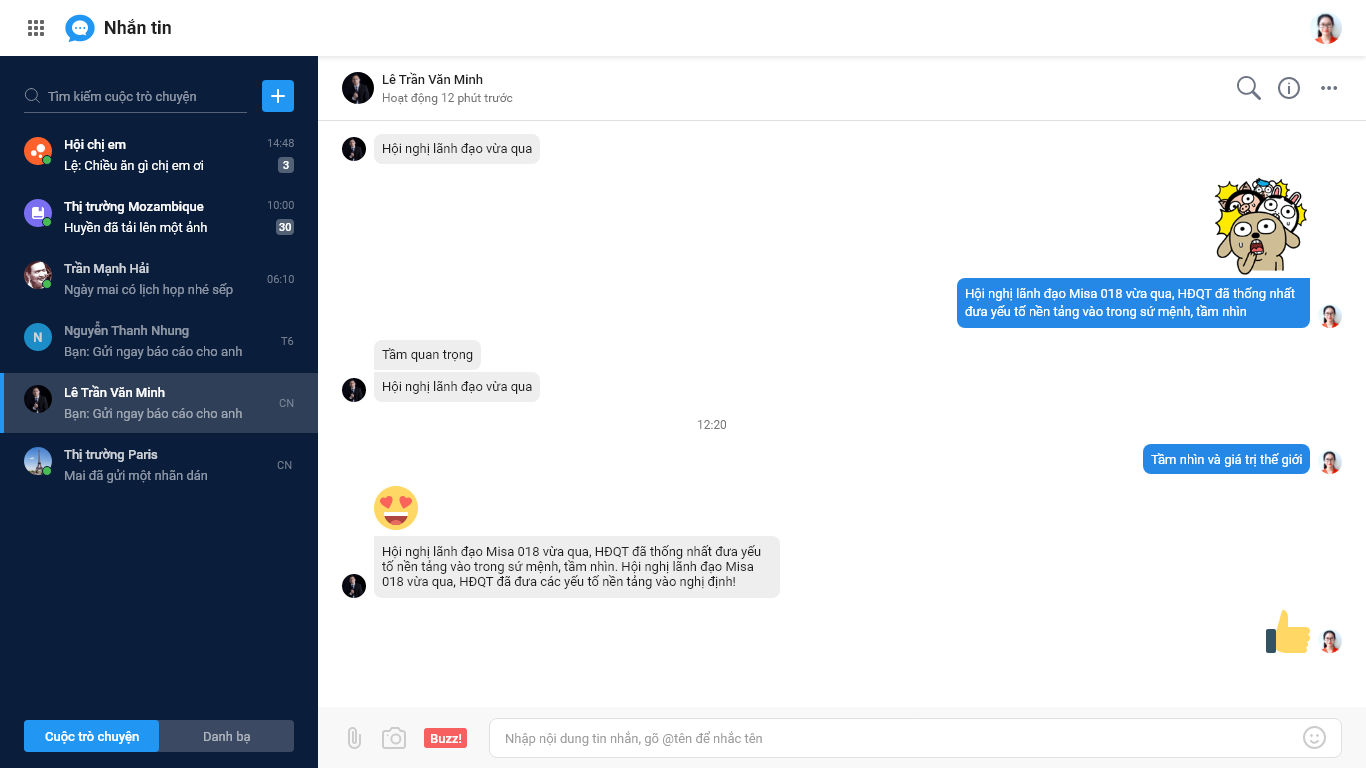 Nhắn tin
Tìm kiếm cuộc trò chuyện
Hội chị em
14:48
Lệ: Chiều ăn gì chị em ơi
3
Thị trường Mozambique
10:00
Huyền đã tải lên một ảnh
30
Trần Mạnh Hải
06:10
Ngày mai có lịch họp nhé sếp
N
Nguyễn Thanh Nhung
T6
Bạn: Gửi ngay báo cáo cho anh
Lê Trần Văn Minh
CN
Bạn: Gửi ngay báo cáo cho anh
Thị trường Paris
CN
Mai đã gửi một nhãn dán
Cuộc trò chuyện
Danh bạ
Lê Trần Văn Minh
Hoạt động 12 phút trước
Hội nghị lãnh đạo vừa qua
Hội nghị lãnh đạo Misa 018 vừa qua, HĐQT đã thống nhất
đưa yếu tố nền tảng vào trong sứ mệnh, tầm nhìn
Tầm quan trọng
Hội nghị lãnh đạo vừa qua
12:20
Tầm nhìn và giá trị thế giới
Hội nghị lãnh đạo Misa 018 vừa qua, HĐQT đã thống nhất đưa yếu
tố nền tảng vào trong sứ mệnh, tầm nhìn. Hội nghị lãnh đạo Misa
018 vừa qua, HĐQT đã đưa các yếu tố nền tảng vào nghị định!
Buzz!
Nhập nội dung tin nhắn, gõ @tên để nhắc tên